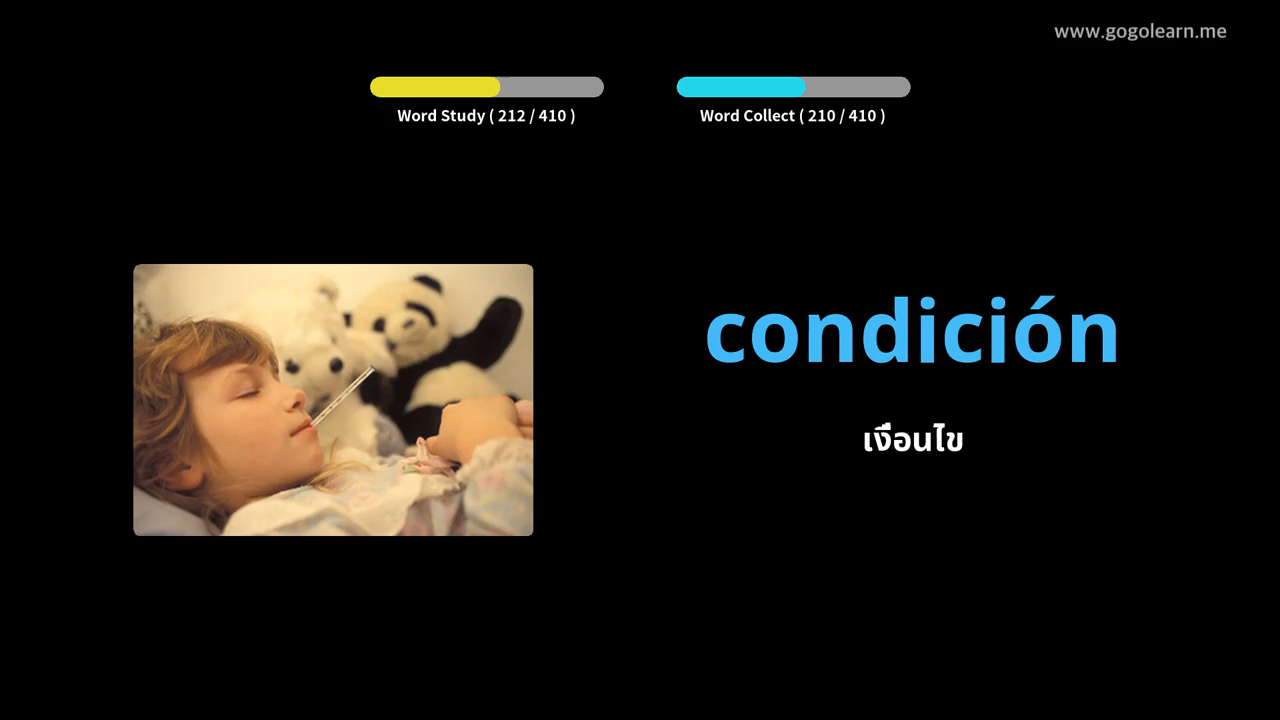 www.gogolearn.me
Word Study ( 212 / 410 )
Word Collect ( 210 / 410 )
condición
เงื่อนไข